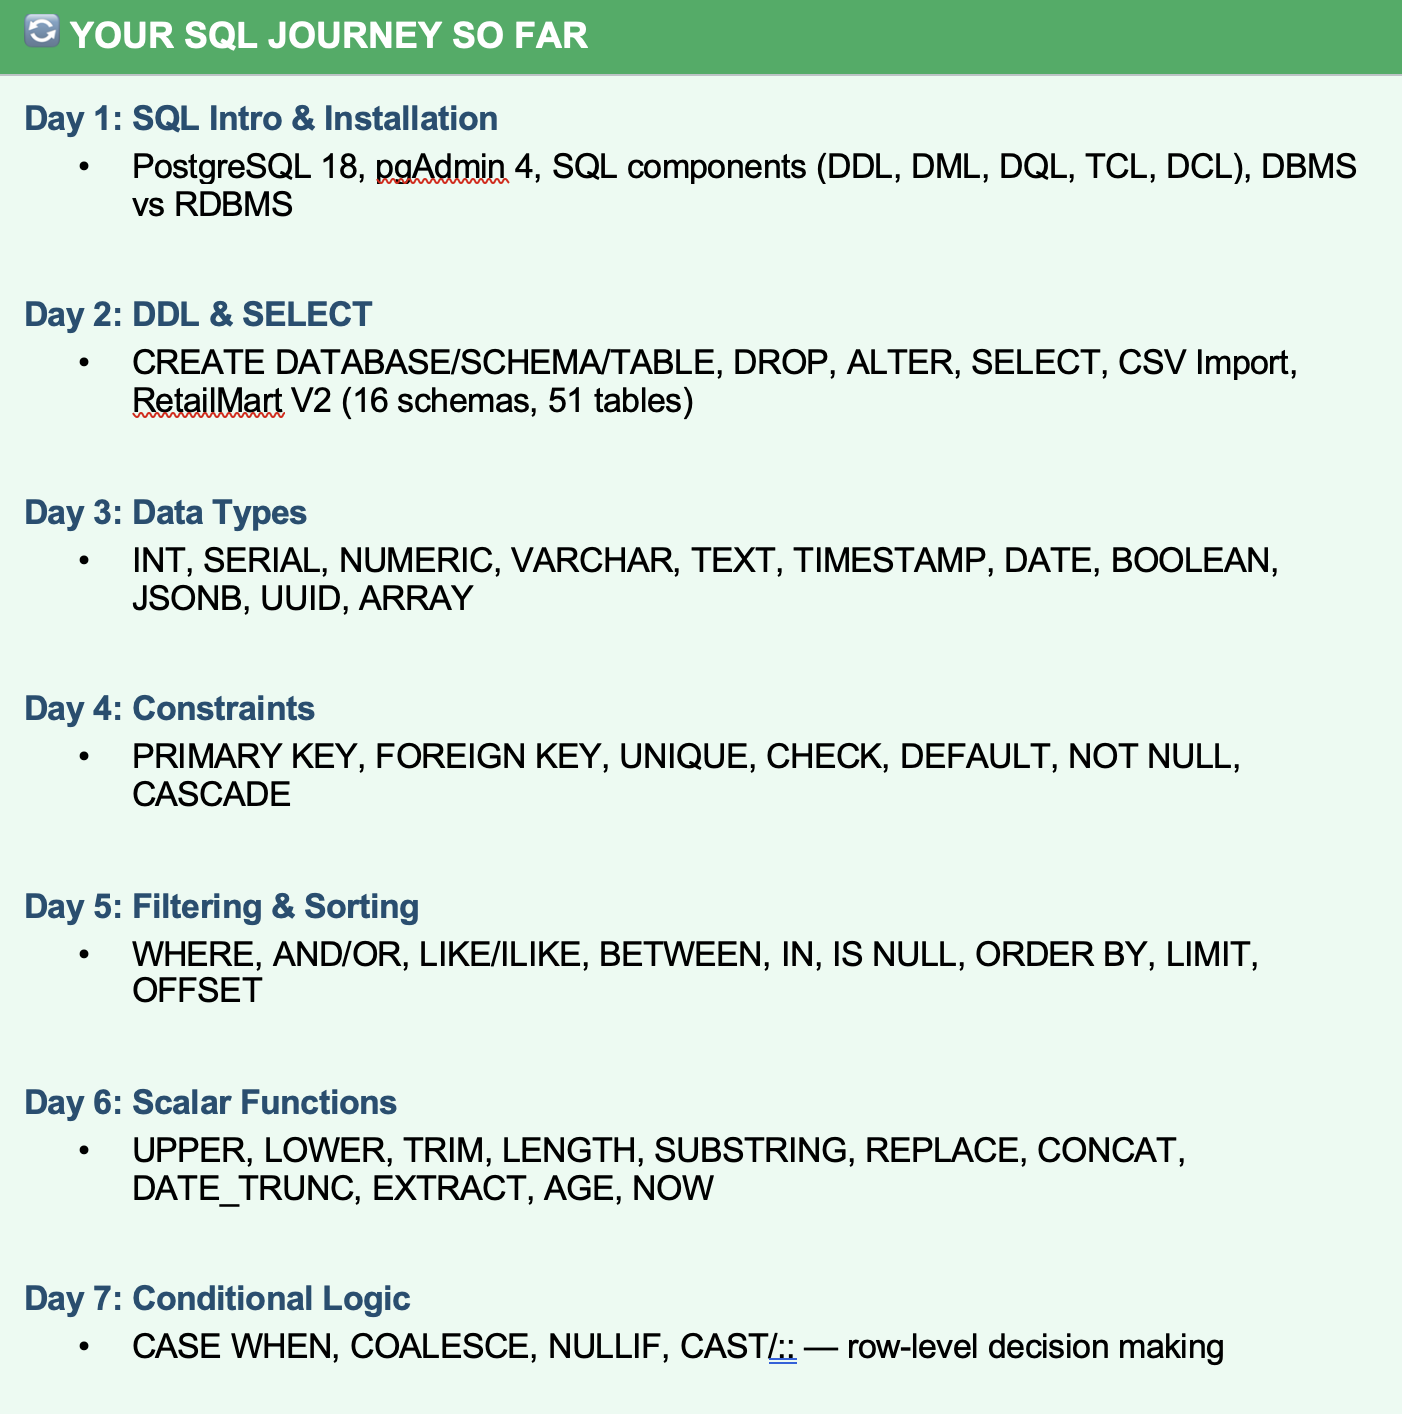 YOUR SQL JOURNEY SO FAR
Day 1: SQL Intro & Installation
• PostgreSQL 18, pgAdmin 4, SQL components (DDL, DML, DQL, TCL, DCL), DBMS
vs RDBMS
Day 2: DDL & SELECT
• CREATE DATABASE/SCHEMA/TABLE, DROP, ALTER, SELECT, CSV Import,
RetailMart V2 (16 schemas, 51 tables)
Day 3: Data Types
• INT, SERIAL, NUMERIC, VARCHAR, TEXT, TIMESTAMP, DATE, BOOLEAN,
JSONB, UUID, ARRAY
Day 4: Constraints
• PRIMARY KEY, FOREIGN KEY, UNIQUE, CHECK, DEFAULT, NOT NULL,
CASCADE
Day 5: Filtering & Sorting
• WHERE, AND/OR, LIKE/ILIKE, BETWEEN, IN, IS NULL, ORDER BY, LIMIT,
OFFSET
Day 6: Scalar Functions
• UPPER, LOWER, TRIM, LENGTH, SUBSTRING, REPLACE, CONCAT,
DATE_TRUNC, EXTRACT, AGE, NOW
Day 7: Conditional Logic
• CASE WHEN, COALESCE, NULLIF, CAST/:: — row-level decision making